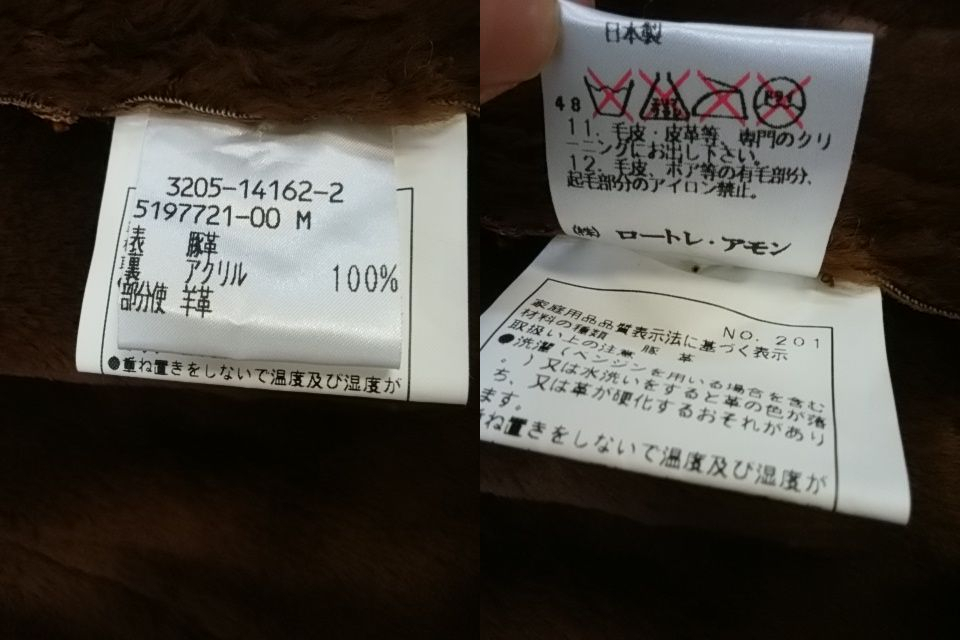 3205-14162-2
5197721-00 M
表 豚革
裏 アクリル 100%
部分使 羊革
●重ね置きをしないで温度及び湿度が
日本製
48
11. 毛皮・皮革等、専門のクリ
ーニングにお出し下さい。
12. 毛皮、ボア等の有毛部分、
起毛部分のアイロン禁止。
(株) ロートレ・アモン
NO. 201
家庭用品品質表示法に基づく表示
材料の種類 豚 革
取扱い上の注意
●洗濯(ベンジンを用いる場合を含む
。)又は水洗いをすると革の色が落
ち、又は革が硬化するおそれがあり
ます。
ね置きをしないで温度及び湿度が